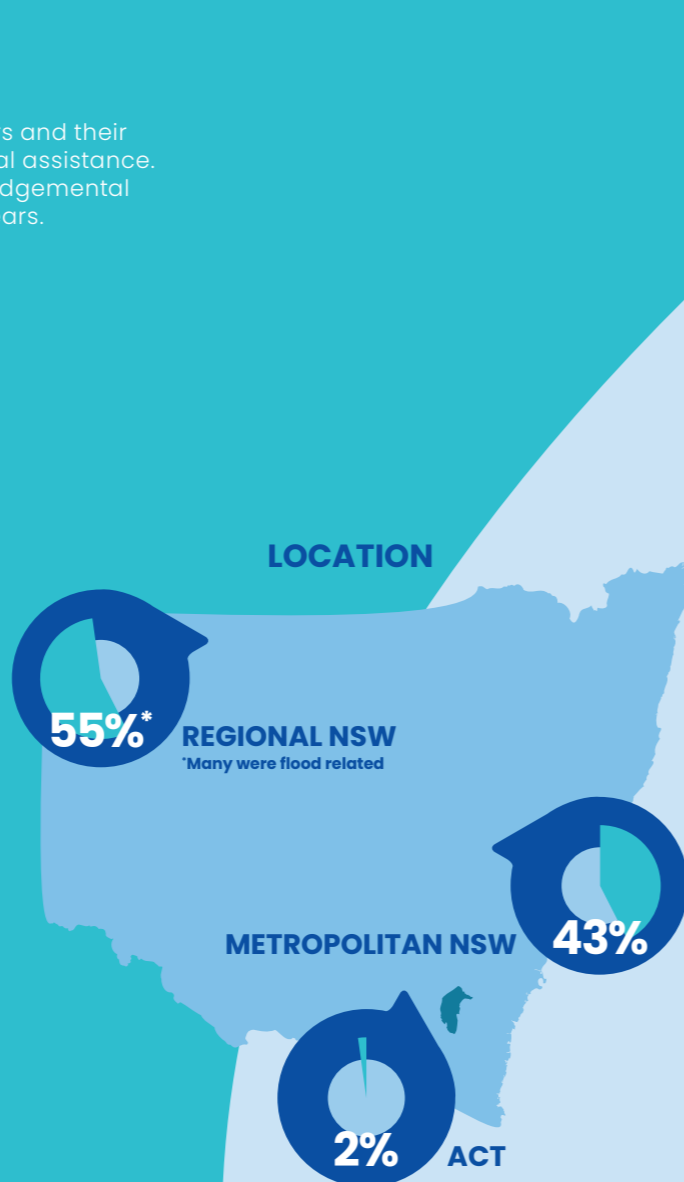 s and their
al assistance.
dgemental
ars.
LOCATION
55%*
REGIONAL NSW
*Many were flood related
43%
METROPOLITAN NSW
2%
ACT